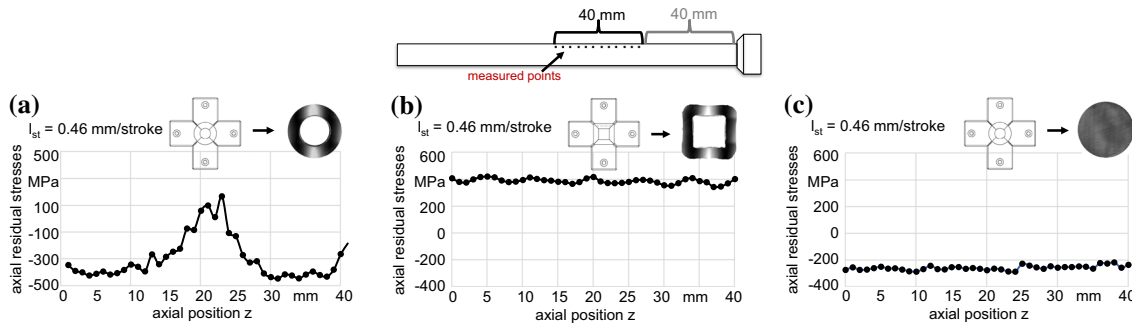 40 mm
40 mm
measured points
(a)
l_st = 0.46 mm/stroke
axial residual stresses
500
MPa
100
-100
-300
-500
0
5
10
15
20
25
30
mm
40
axial position z
(b)
l_st = 0.46 mm/stroke
axial residual stresses
600
MPa
200
0
-200
-400
0
5
10
15
20
25
30
mm
40
axial position z
(c)
l_st = 0.46 mm/stroke
axial residual stresses
600
MPa
200
0
-200
-400
0
5
10
15
20
25
30
mm
40
axial position z